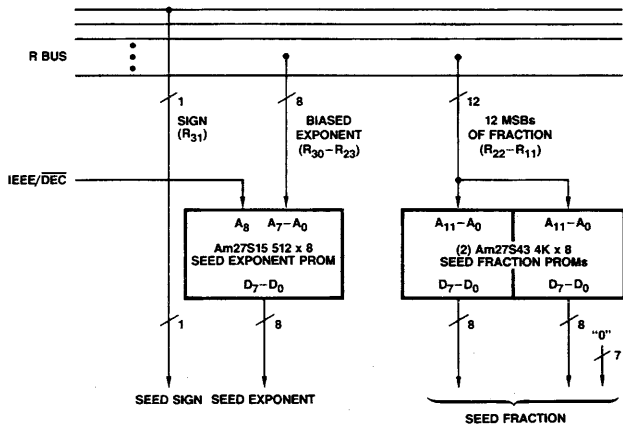 R BUS
1
8
12
SIGN
(R31)
BIASED
EXPONENT
(R30–R23)
12 MSBs
OF FRACTION
(R22–R11)
IEEE/DEC
A8 A7–A0
Am27S15 512 x 8
SEED EXPONENT PROM
D7–D0
A11–A0 A11–A0
(2) Am27S43 4K x 8
SEED FRACTION PROMs
D7–D0 D7–D0
1
8
8
8
"0"
7
SEED SIGN SEED EXPONENT
SEED FRACTION